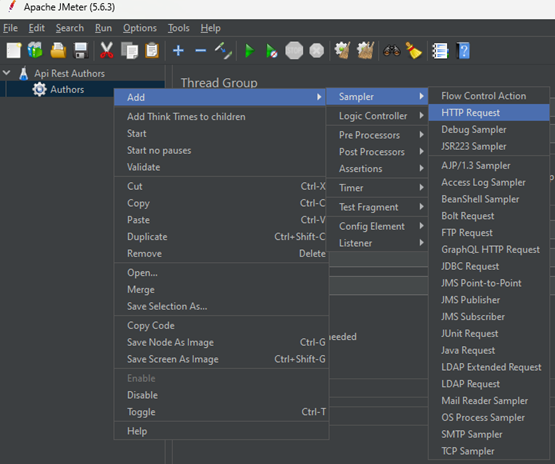 Apache JMeter (5.6.3)
File Edit Search Run Options Tools Help
Api Rest Authors
Authors
Thread Group
Add
Add Think Times to children
Start
Start no pauses
Validate
Cut Ctrl-X
Copy Ctrl-C
Paste Ctrl-V
Duplicate Ctrl+Shift-C
Remove Delete
Open...
Merge
Save Selection As...
Copy Code
Save Node As Image Ctrl-G
Save Screen As Image Ctrl+Shift-G
Enable
Disable
Toggle Ctrl-T
Help
Sampler
Logic Controller
Pre Processors
Post Processors
Assertions
Timer
Test Fragment
Config Element
Listener
eeded
Flow Control Action
HTTP Request
Debug Sampler
JSR223 Sampler
AJP/1.3 Sampler
Access Log Sampler
BeanShell Sampler
Bolt Request
FTP Request
GraphQL HTTP Request
JDBC Request
JMS Point-to-Point
JMS Publisher
JMS Subscriber
JUnit Request
Java Request
LDAP Extended Request
LDAP Request
Mail Reader Sampler
OS Process Sampler
SMTP Sampler
TCP Sampler